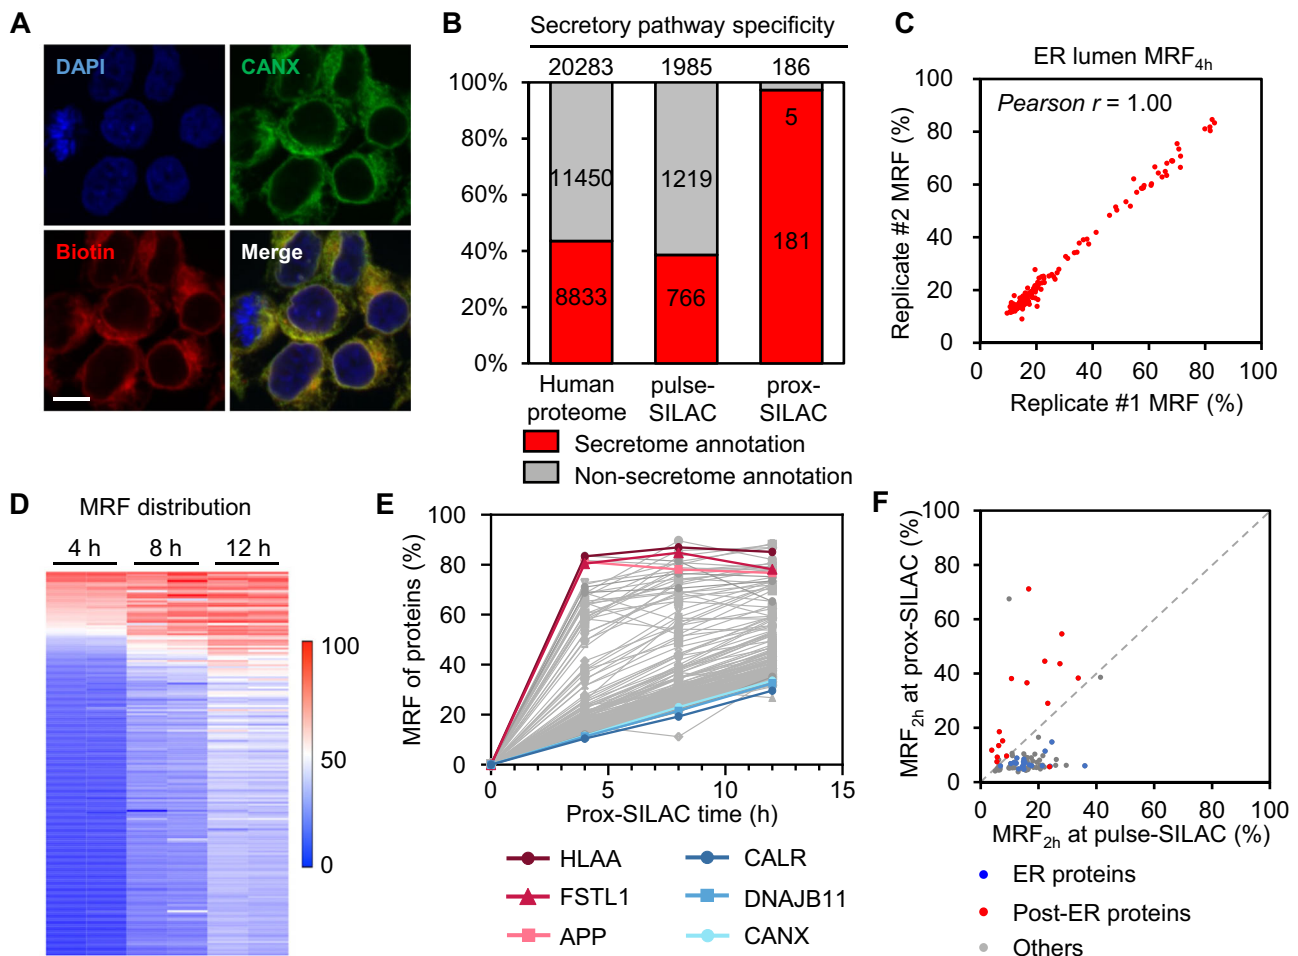 A
DAPI
CANX
Biotin
Merge
B
Secretory pathway specificity
20283 1985 186
100%
80%
60%
40%
20%
0%
11450
8833
1219
766
5
181
Human proteome
pulse-SILAC
prox-SILAC
Secretome annotation
Non-secretome annotation
C
ER lumen MRF4h
Pearson r = 1.00
Replicate #2 MRF (%)
100
80
60
40
20
0
0 20 40 60 80 100
Replicate #1 MRF (%)
D
MRF distribution
4 h 8 h 12 h
100
50
0
E
MRF of proteins (%)
100
80
60
40
20
0
0 5 10 15
Prox-SILAC time (h)
HLAA
FSTL1
APP
CALR
DNAJB11
CANX
F
MRF2h at prox-SILAC (%)
100
80
60
40
20
0
0 20 40 60 80 100
MRF2h at pulse-SILAC (%)
ER proteins
Post-ER proteins
Others